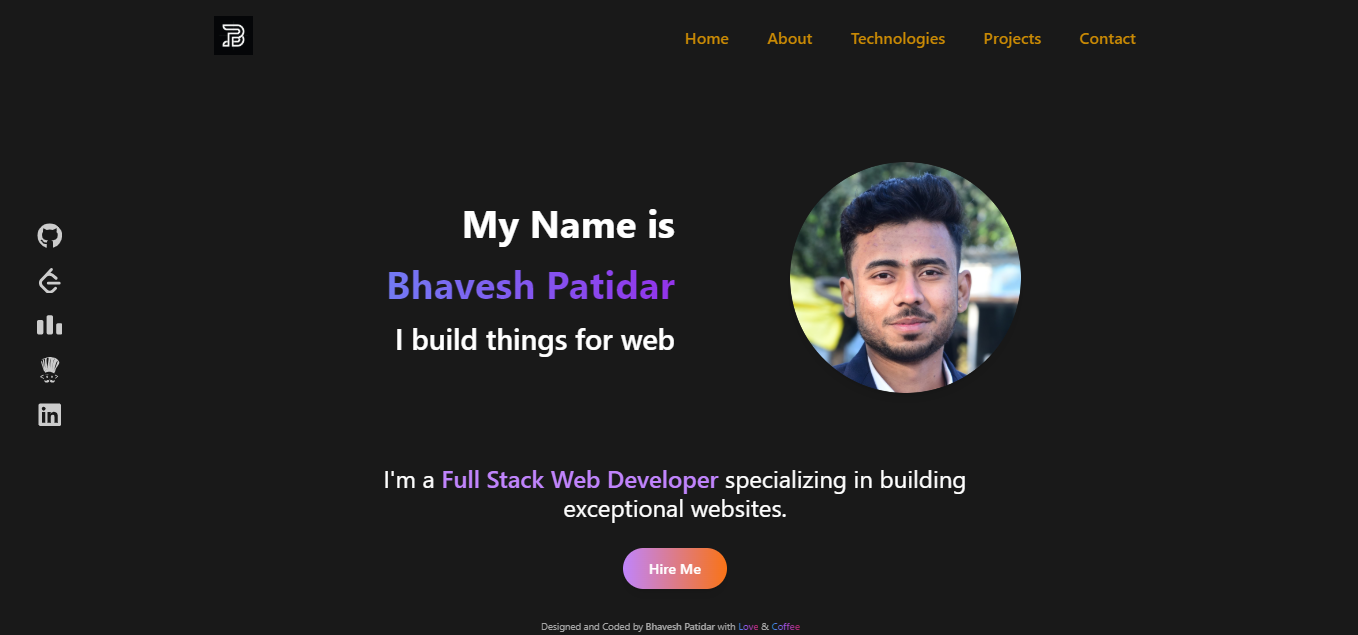 Home About Technologies Projects Contact
My Name is
Bhavesh Patidar
I build things for web
I'm a Full Stack Web Developer specializing in building
exceptional websites.
Hire Me
Designed and Coded by Bhavesh Patidar with Love & Coffee